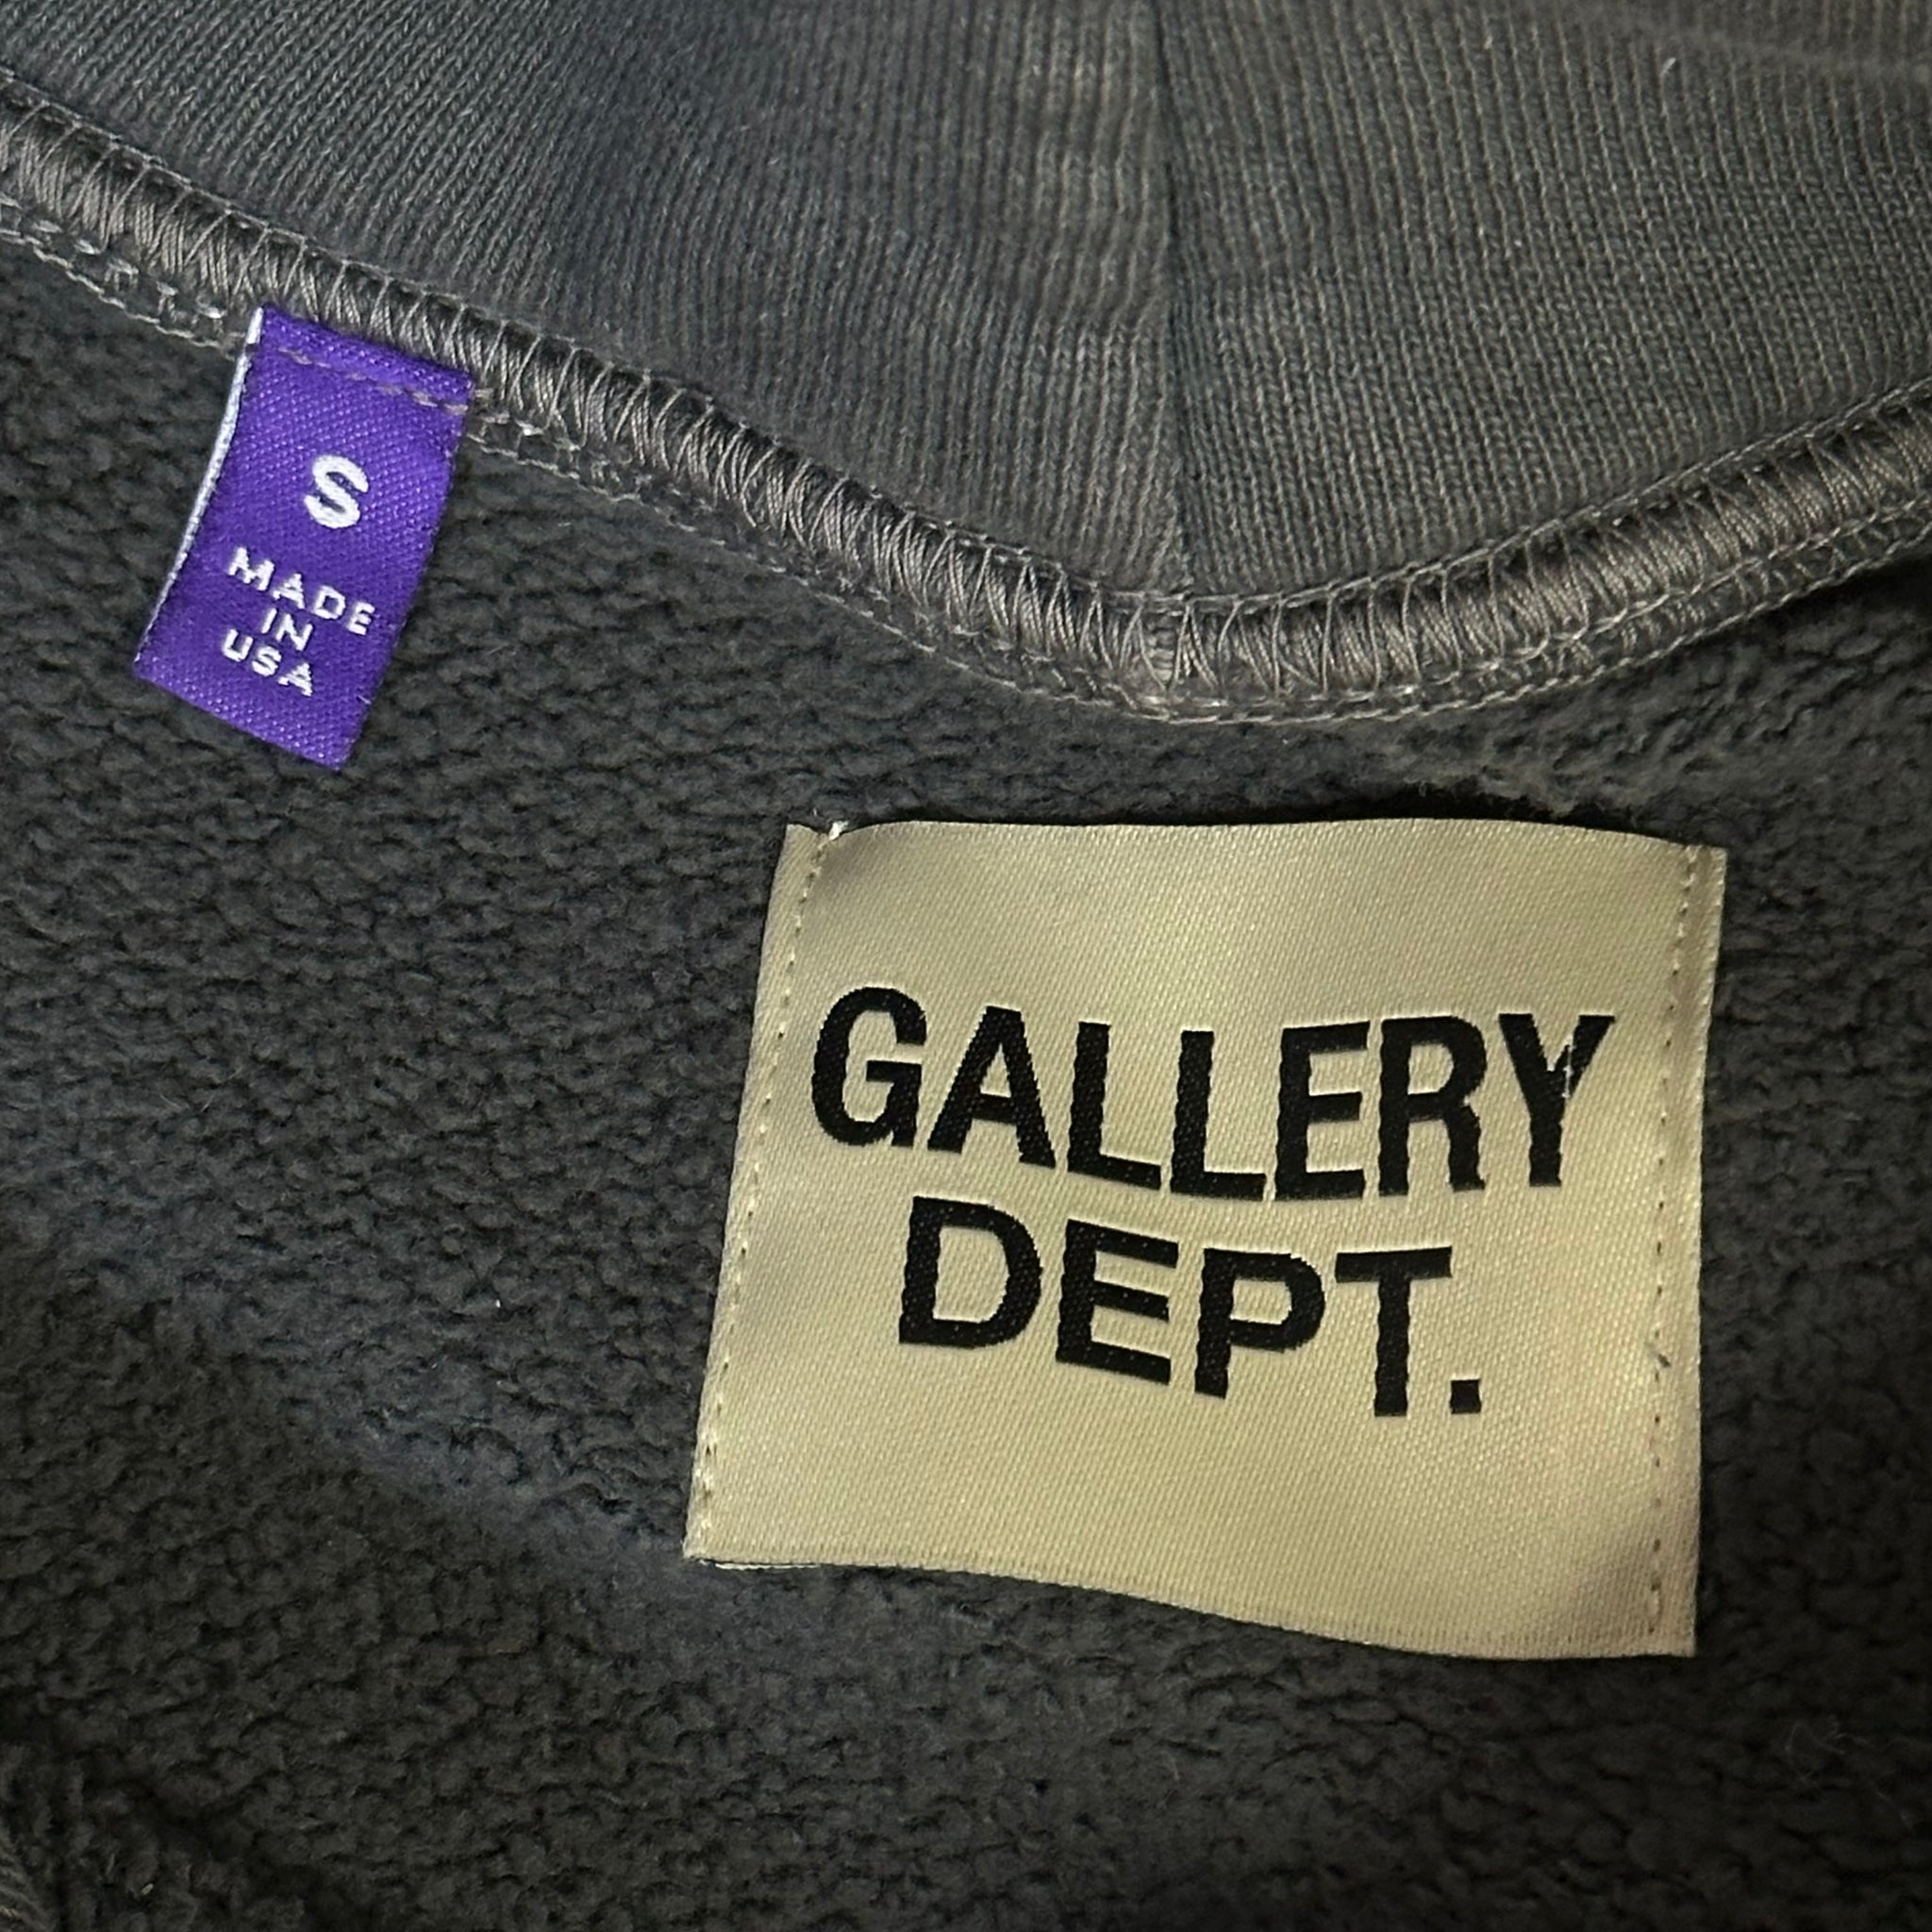 S
MADE
IN
USA
GALLERY
DEPT.